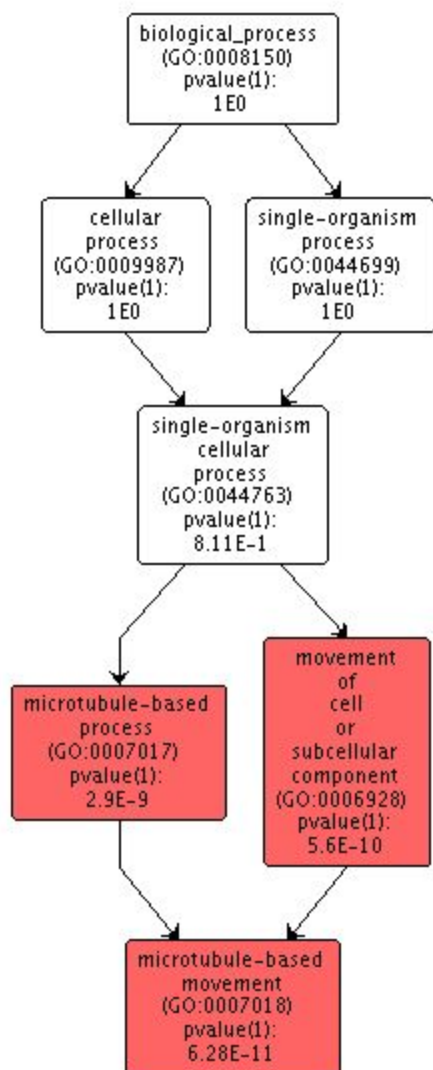 biological_process
(GO:0008150)
pvalue(1):
1E0
cellular
process
(GO:0009987)
pvalue(1):
1E0
single-organism
process
(GO:0044699)
pvalue(1):
1E0
single-organism
cellular
process
(GO:0044763)
pvalue(1):
8.11E-1
microtubule-based
process
(GO:0007017)
pvalue(1):
2.9E-9
movement
of
cell
or
subcellular
component
(GO:0006928)
pvalue(1):
5.6E-10
microtubule-based
movement
(GO:0007018)
pvalue(1):
6.28E-11